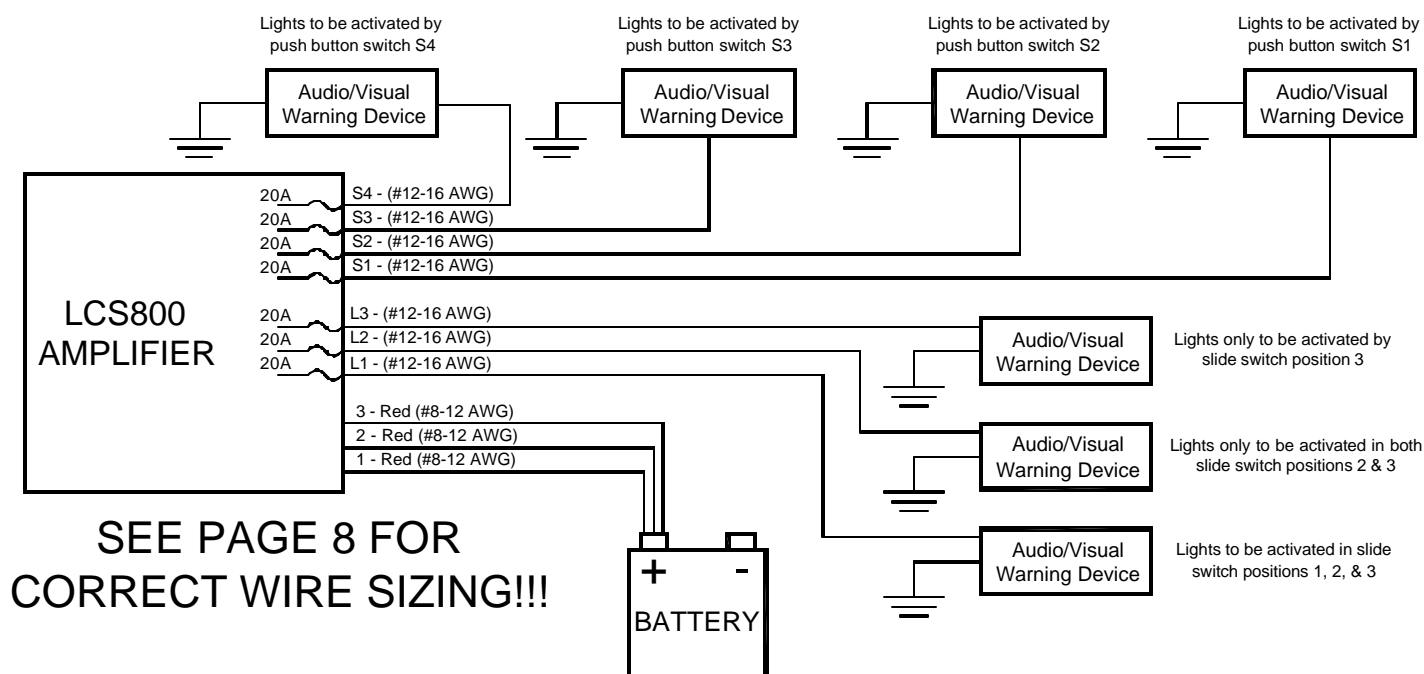 Lights to be activated by
push button switch S4
Lights to be activated by
push button switch S3
Lights to be activated by
push button switch S2
Lights to be activated by
push button switch S1
Audio/Visual
Warning Device
Audio/Visual
Warning Device
Audio/Visual
Warning Device
Audio/Visual
Warning Device
20A
S4 - (#12-16 AWG)
20A
S3 - (#12-16 AWG)
20A
S2 - (#12-16 AWG)
20A
S1 - (#12-16 AWG)
LCS800
AMPLIFIER
20A
L3 - (#12-16 AWG)
20A
L2 - (#12-16 AWG)
20A
L1 - (#12-16 AWG)
Audio/Visual
Warning Device
Lights only to be activated by
slide switch position 3
3 - Red (#8-12 AWG)
2 - Red (#8-12 AWG)
1 - Red (#8-12 AWG)
Audio/Visual
Warning Device
Lights only to be activated in both
slide switch positions 2 & 3
Audio/Visual
Warning Device
Lights to be activated in slide
switch positions 1, 2, & 3
SEE PAGE 8 FOR
CORRECT WIRE SIZING!!!
+ -
BATTERY